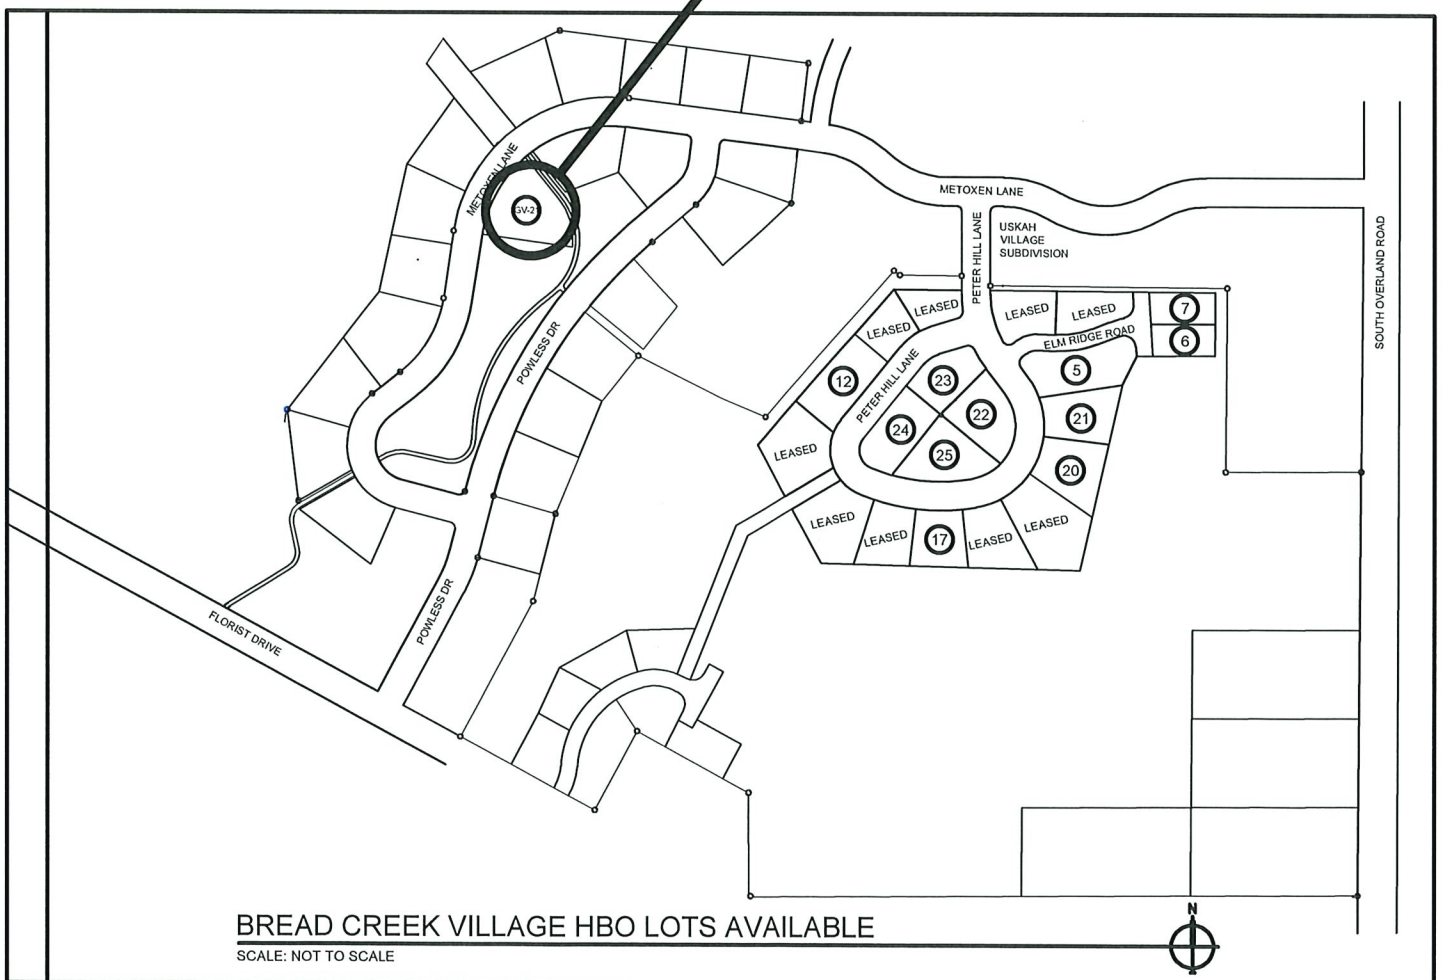 METOXEN LANE
METOXEN LANE
GV-21
USKAH
VILLAGE
SUBDIVISION
PETER HILL LANE
SOUTH OVERLAND ROAD
LEASED
LEASED
LEASED
LEASED
7
6
ELM RIDGE ROAD
POWLESS DR
PETER HILL LANE
12
23
5
24
22
21
25
20
LEASED
LEASED
LEASED
17
LEASED
LEASED
POWLESS DR
FLORIST DRIVE
N
BREAD CREEK VILLAGE HBO LOTS AVAILABLE
SCALE: NOT TO SCALE